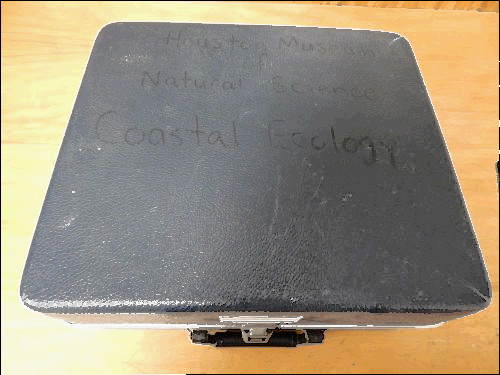 Houston Museum
of
Natural Science
Coastal Ecology